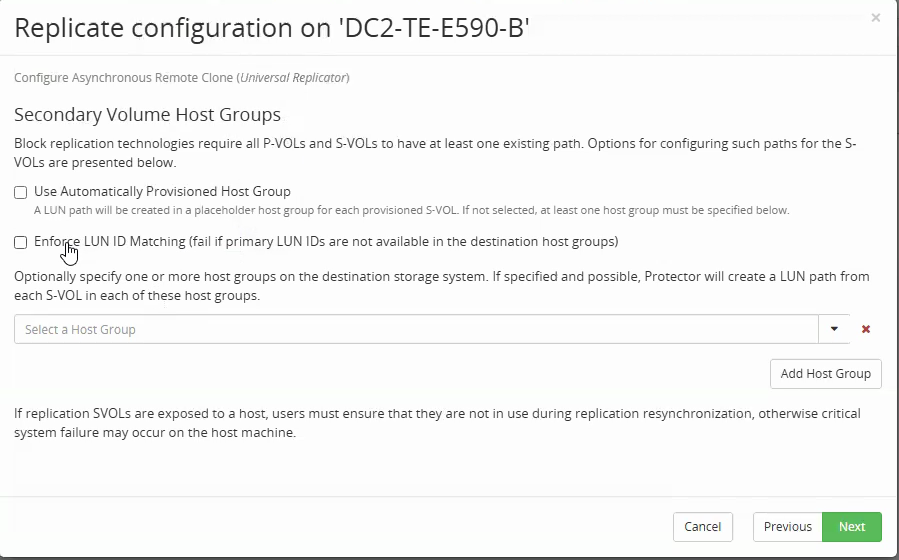 Replicate configuration on 'DC2-TE-E590-B'
×
Configure Asynchronous Remote Clone (Universal Replicator)
Secondary Volume Host Groups
Block replication technologies require all P-VOLs and S-VOLs to have at least one existing path. Options for configuring such paths for the S-
VOLs are presented below.
Use Automatically Provisioned Host Group
A LUN path will be created in a placeholder host group for each provisioned S-VOL. If not selected, at least one host group must be specified below.
Enforce LUN ID Matching (fail if primary LUN IDs are not available in the destination host groups)
Optionally specify one or more host groups on the destination storage system. If specified and possible, Protector will create a LUN path from
each S-VOL in each of these host groups.
Select a Host Group
Add Host Group
If replication SVOLs are exposed to a host, users must ensure that they are not in use during replication resynchronization, otherwise critical
system failure may occur on the host machine.
Cancel
Previous
Next